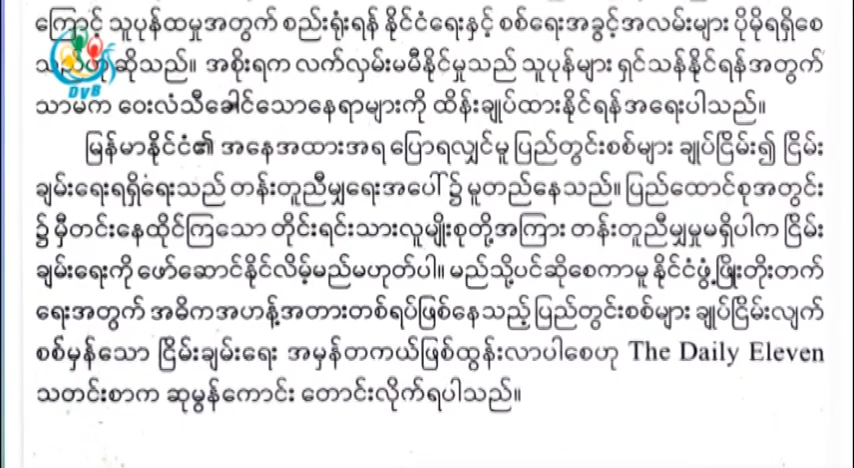 ကြောင့် သူပုန်ထမှုအတွက် စည်းရုံးရန် နိုင်ငံရေးနှင့် စစ်ရေးအခွင့်အလမ်းများ ပိုမိုရရှိစေ
သည်ဟုဆိုသည်။ အစိုးရက လက်လှမ်းမမီနိုင်မှုသည် သူပုန်များ ရှင်သန်နိုင်ရန်အတွက်
သာမက ဝေးလံသီခေါင်သောနေရာများကို ထိန်းချုပ်ထားနိုင်ရန်အရေးပါသည်။
မြန်မာနိုင်ငံ၏ အနေအထားအရ ပြောရလျှင်မူ ပြည်တွင်းစစ်များ ချုပ်ငြိမ်း၍ ငြိမ်း
ချမ်းရေးရရှိရေးသည် တန်းတူညီမျှရေးအပေါ်၌ မူတည်နေသည်။ ပြည်ထောင်စုအတွင်း
၌ မှီတင်းနေထိုင်ကြသော တိုင်းရင်းသားလူမျိုးစုတို့အကြား တန်းတူညီမျှမှုမရှိပါက ငြိမ်း
ချမ်းရေးကို ဖော်ဆောင်နိုင်လိမ့်မည်မဟုတ်ပါ။ မည်သို့ပင်ဆိုစေကာမူ နိုင်ငံဖွံ့ဖြိုးတိုးတက်
ရေးအတွက် အဓိကအဟန့်အတားတစ်ရပ်ဖြစ်နေသည့် ပြည်တွင်းစစ်များ ချုပ်ငြိမ်းလျက်
စစ်မှန်သော ငြိမ်းချမ်းရေး အမှန်တကယ်ဖြစ်ထွန်းလာပါစေဟု The Daily Eleven
သတင်းစာက ဆုမွန်ကောင်း တောင်းလိုက်ရပါသည်။
DVB